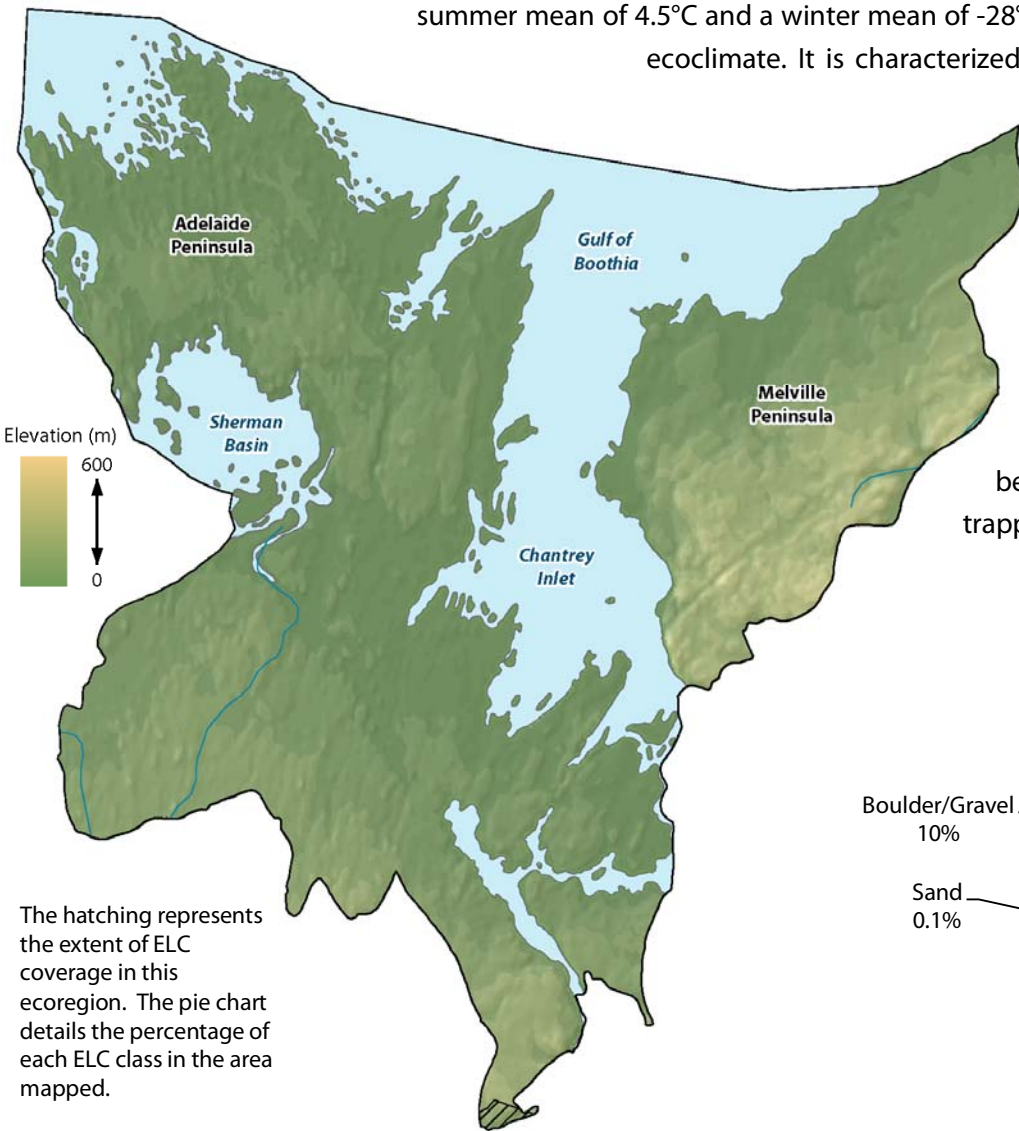 summer mean of 4.5°C and a winter mean of -28°
ecoclimate. It is characterized
Adelaide
Peninsula
Gulf of
Boothia
Melville
Peninsula
Sherman
Basin
Elevation (m)
600
0
be
trapp
Chantrey
Inlet
Boulder/Gravel
10%
Sand
0.1%
The hatching represents
the extent of ELC
coverage in this
ecoregion. The pie chart
details the percentage of
each ELC class in the area
mapped.